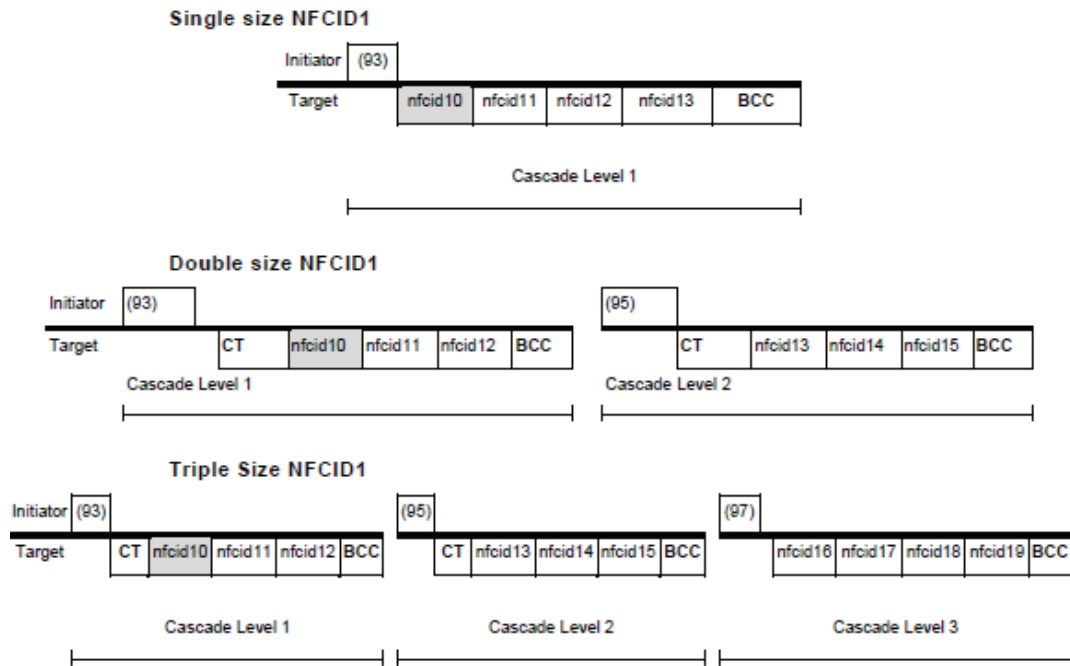 Single size NFCID1
Initiator (93)
Target nfcid10 nfcid11 nfcid12 nfcid13 BCC
Cascade Level 1
Double size NFCID1
Initiator (93) (95)
Target CT nfcid10 nfcid11 nfcid12 BCC CT nfcid13 nfcid14 nfcid15 BCC
Cascade Level 1 Cascade Level 2
Triple Size NFCID1
Initiator (93) (95) (97)
Target CT nfcid10 nfcid11 nfcid12 BCC CT nfcid13 nfcid14 nfcid15 BCC nfcid16 nfcid17 nfcid18 nfcid19 BCC
Cascade Level 1 Cascade Level 2 Cascade Level 3